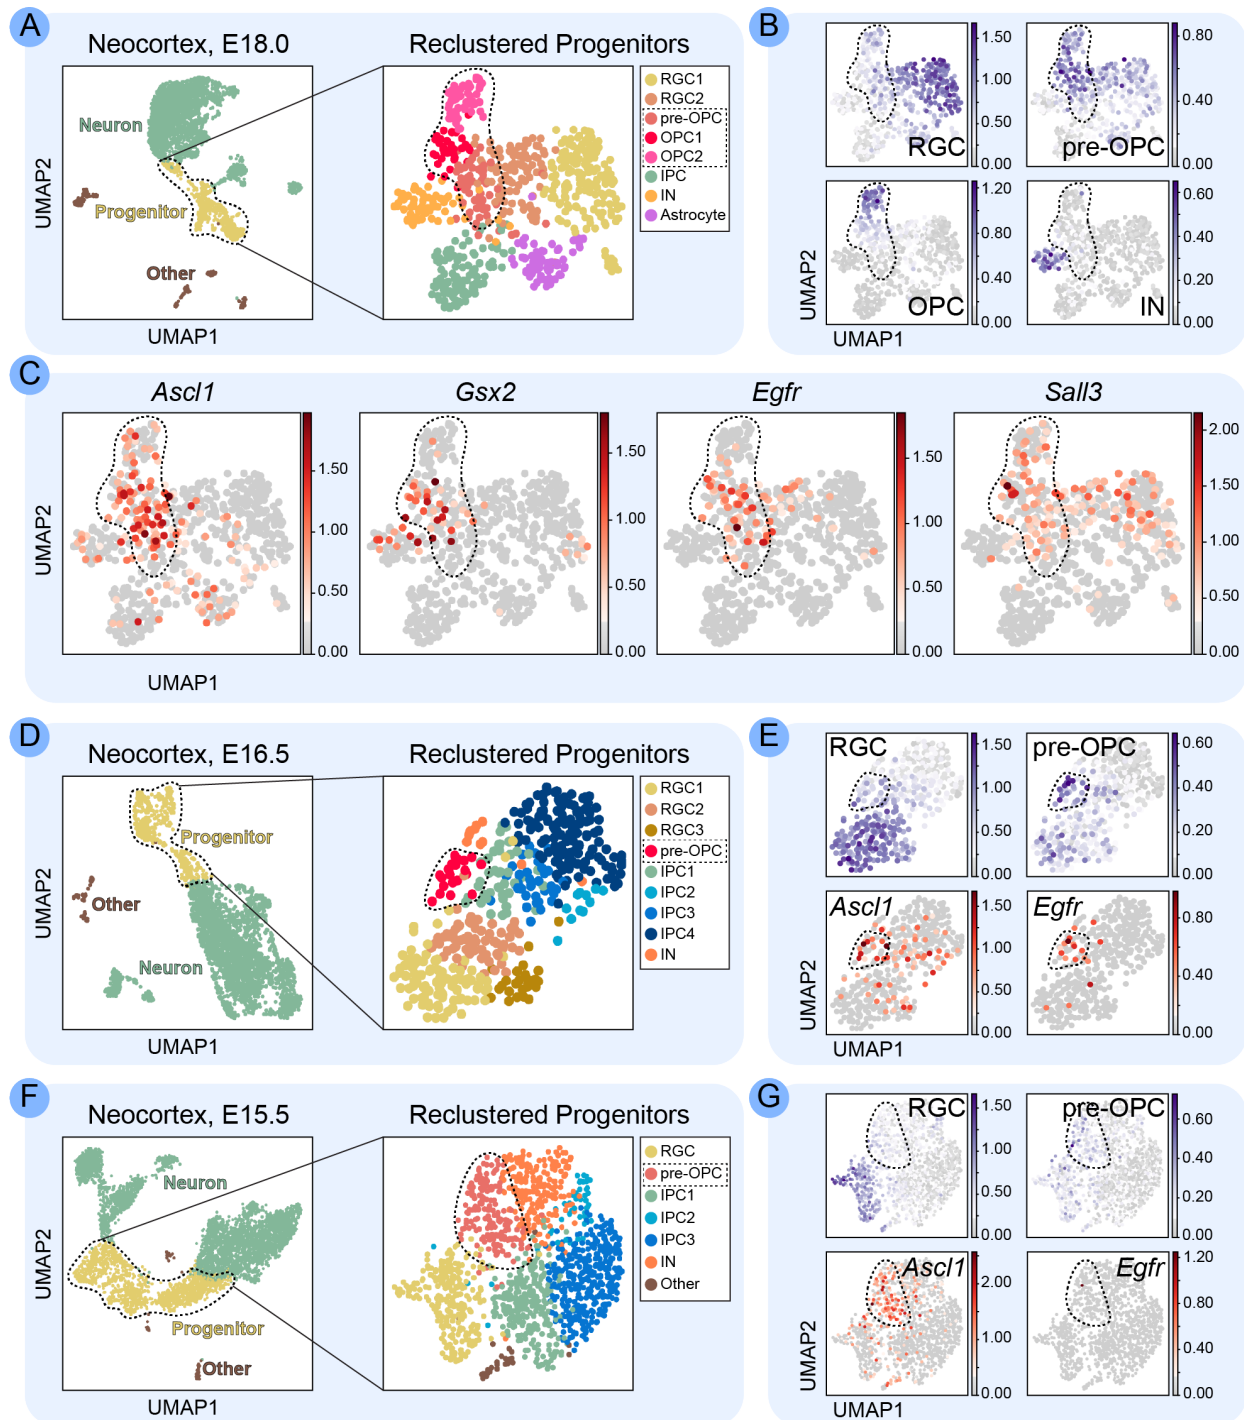 A
Neocortex, E18.0
Reclustered Progenitors
Neuron
Progenitor
Other
UMAP2
UMAP1
RGC1
RGC2
pre-OPC
OPC1
OPC2
IPC
IN
Astrocyte
B
RGC
1.50
1.00
0.50
0.00
pre-OPC
0.80
0.40
0.00
OPC
1.20
0.80
0.40
0.00
IN
0.60
0.40
0.20
0.00
UMAP2
UMAP1
C
Ascl1
Gsx2
Egfr
Sall3
1.50
1.00
0.50
0.00
1.50
1.00
0.50
0.00
1.50
1.00
0.50
0.00
2.00
1.50
1.00
0.50
0.00
UMAP2
UMAP1
D
Neocortex, E16.5
Reclustered Progenitors
Progenitor
Other
Neuron
UMAP2
UMAP1
RGC1
RGC2
RGC3
pre-OPC
IPC1
IPC2
IPC3
IPC4
IN
E
RGC
1.50
1.00
0.50
0.00
pre-OPC
0.60
0.40
0.20
0.00
Ascl1
1.50
1.00
0.50
0.00
Egfr
0.80
0.40
0.00
UMAP2
UMAP1
F
Neocortex, E15.5
Reclustered Progenitors
Neuron
Progenitor
Other
UMAP2
UMAP1
RGC
pre-OPC
IPC1
IPC2
IPC3
IN
Other
G
RGC
1.50
1.00
0.50
0.00
pre-OPC
0.60
0.40
0.20
0.00
Ascl1
2.00
1.00
0.00
Egfr
1.20
0.80
0.40
0.00
UMAP2
UMAP1